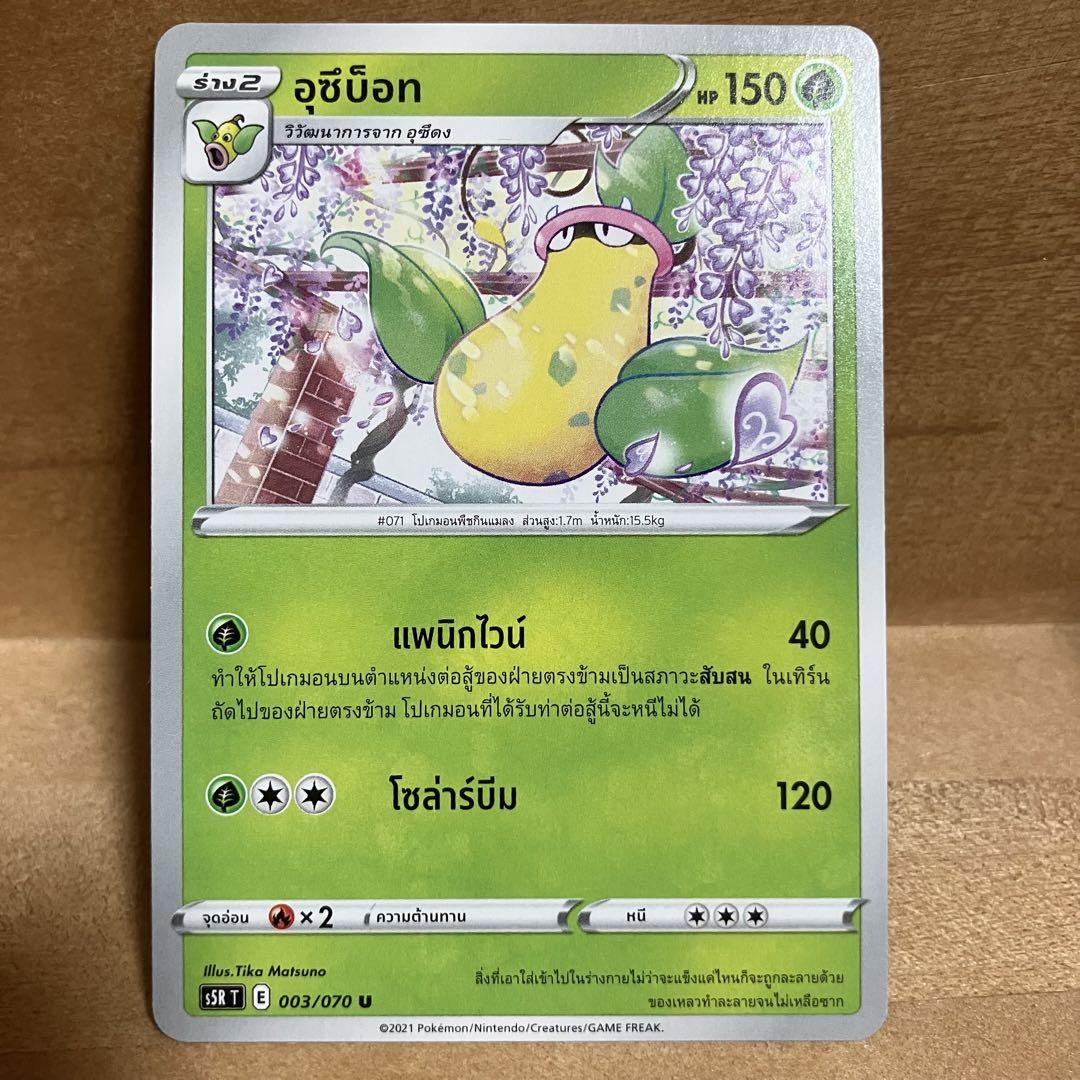 ร่าง2 อุซึบ็อท HP 150
วิวัฒนาการจาก อุซึดง
#071 โปเกมอนพืชกินแมลง ส่วนสูง:1.7m น้ำหนัก:15.5kg
แพนิกไวน์ 40
ทำให้โปเกมอนบนตำแหน่งต่อสู้ของฝ่ายตรงข้ามเป็นสภาวะสับสน ในเทิร์น
ถัดไปของฝ่ายตรงข้าม โปเกมอนที่ได้รับท่าต่อสู้นี้จะหนีไม่ได้
โซล่าร์บีม 120
จุดอ่อน ×2 ความต้านทาน หนี
Illus.Tika Matsuno
s5R T E 003/070 U
สิ่งที่เอาใส่เข้าไปในร่างกายไม่ว่าจะแข็งแค่ไหนก็จะถูกละลายด้วย
ของเหลวทำละลายจนไม่เหลือซาก
©2021 Pokémon/Nintendo/Creatures/GAME FREAK.